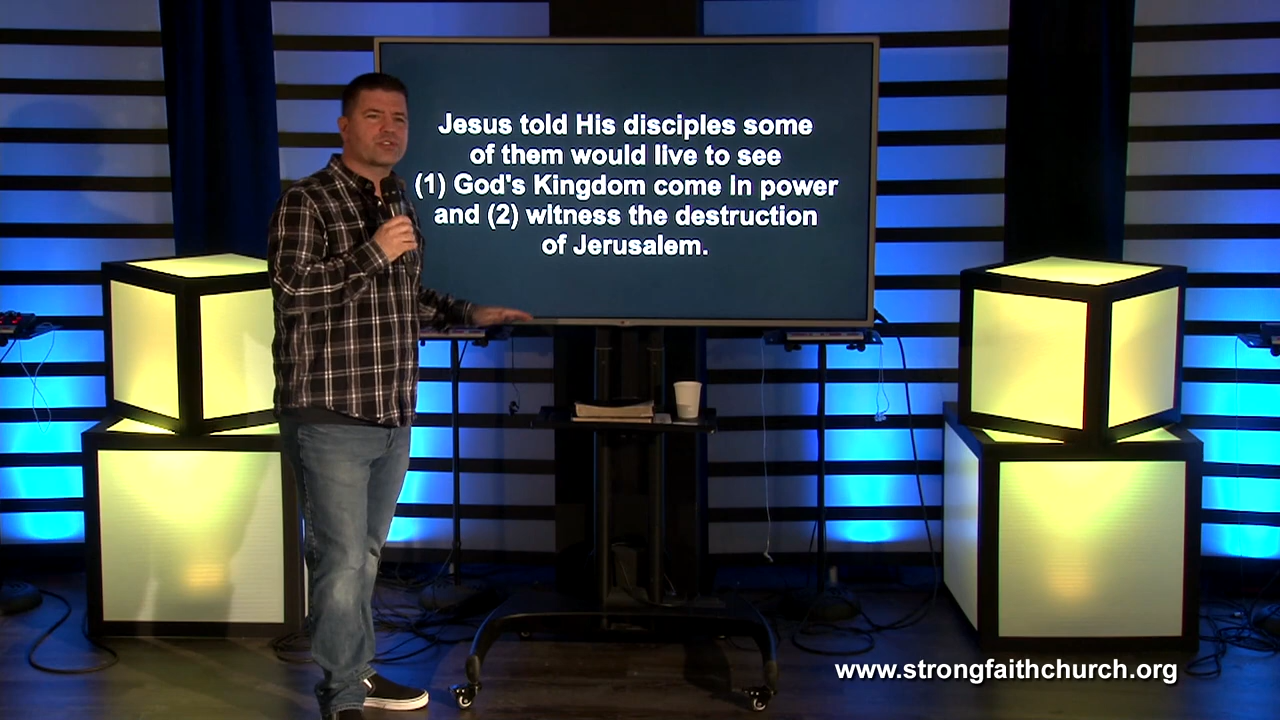 Jesus told His disciples some
of them would live to see
(1) God's Kingdom come in power
and (2) witness the destruction
of Jerusalem.
www.strongfaithchurch.org